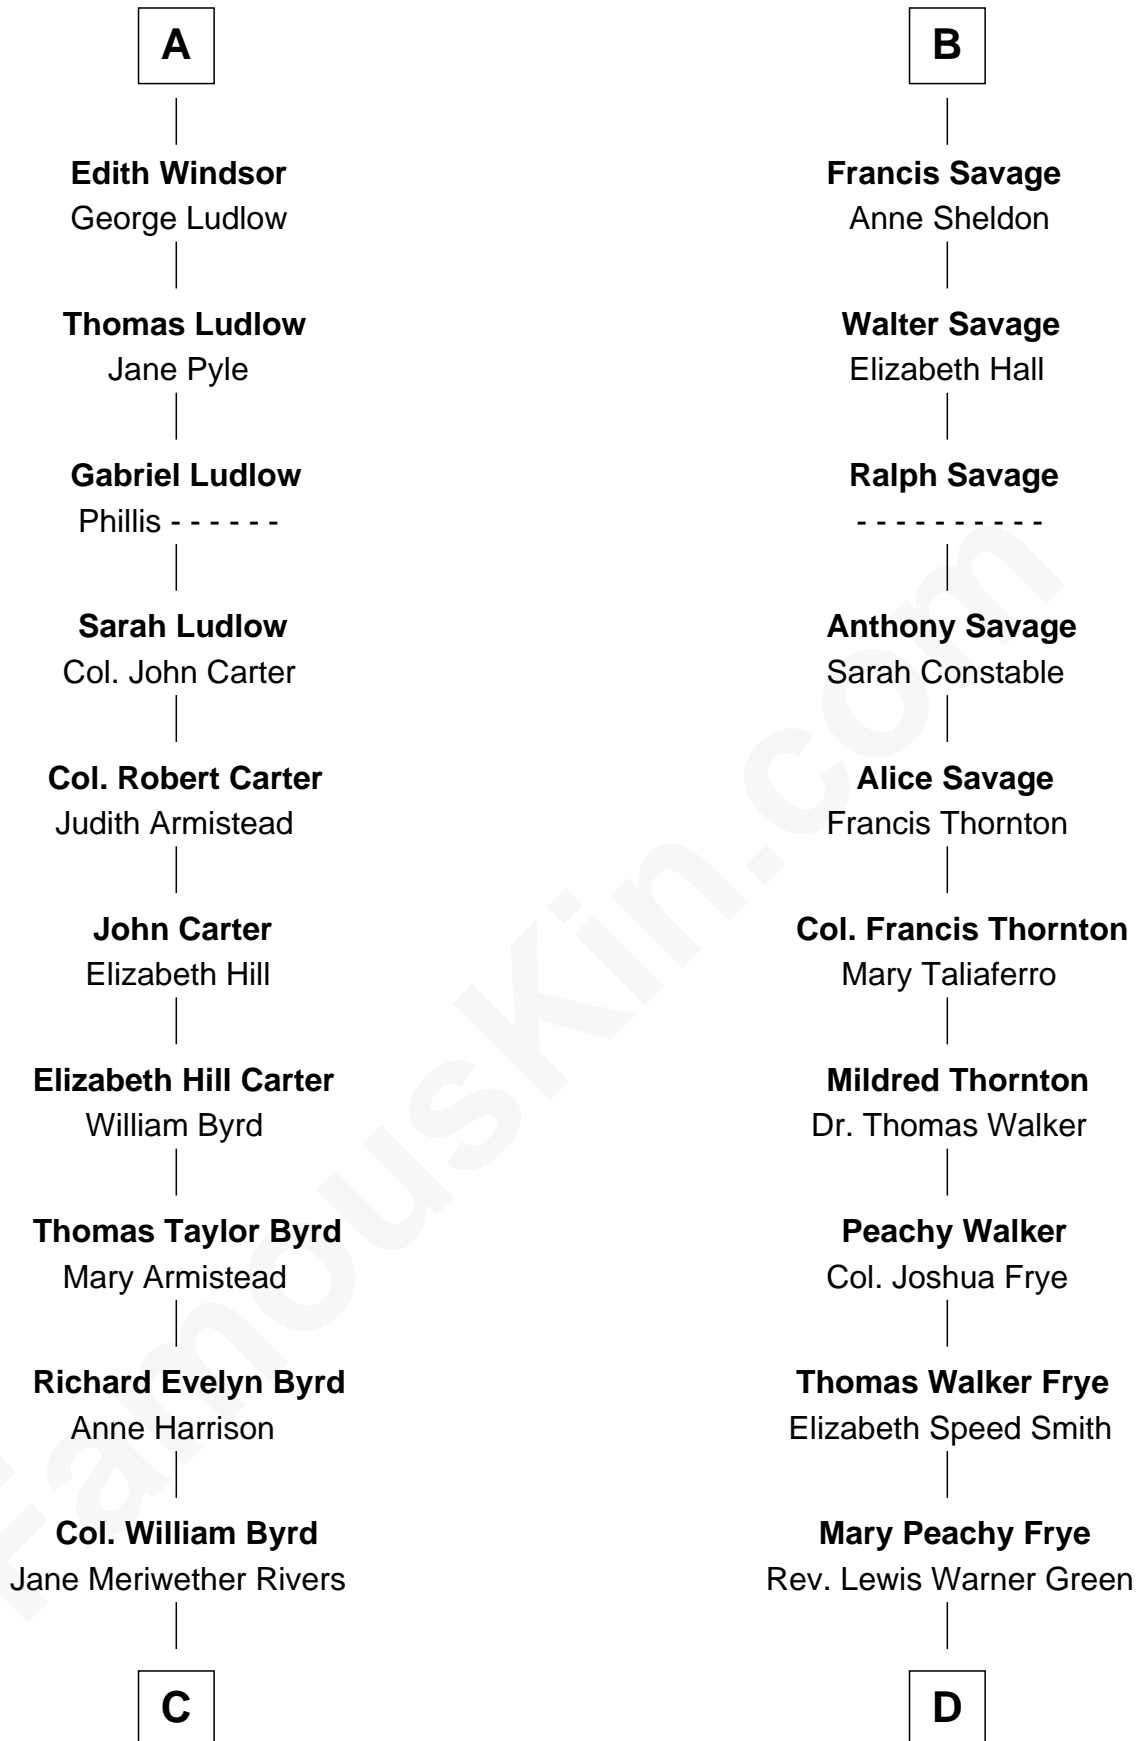 A
Edith Windsor
George Ludlow
Thomas Ludlow
Jane Pyle
Gabriel Ludlow
Phillis - - - - - -
Sarah Ludlow
Col. John Carter
Col. Robert Carter
Judith Armistead
John Carter
Elizabeth Hill
Elizabeth Hill Carter
William Byrd
Thomas Taylor Byrd
Mary Armistead
Richard Evelyn Byrd
Anne Harrison
Col. William Byrd
Jane Meriwether Rivers
C
B
Francis Savage
Anne Sheldon
Walter Savage
Elizabeth Hall
Ralph Savage
- - - - - - - - - -
Anthony Savage
Sarah Constable
Alice Savage
Francis Thornton
Col. Francis Thornton
Mary Taliaferro
Mildred Thornton
Dr. Thomas Walker
Peachy Walker
Col. Joshua Frye
Thomas Walker Frye
Elizabeth Speed Smith
Mary Peachy Frye
Rev. Lewis Warner Green
D
FamousKin.com